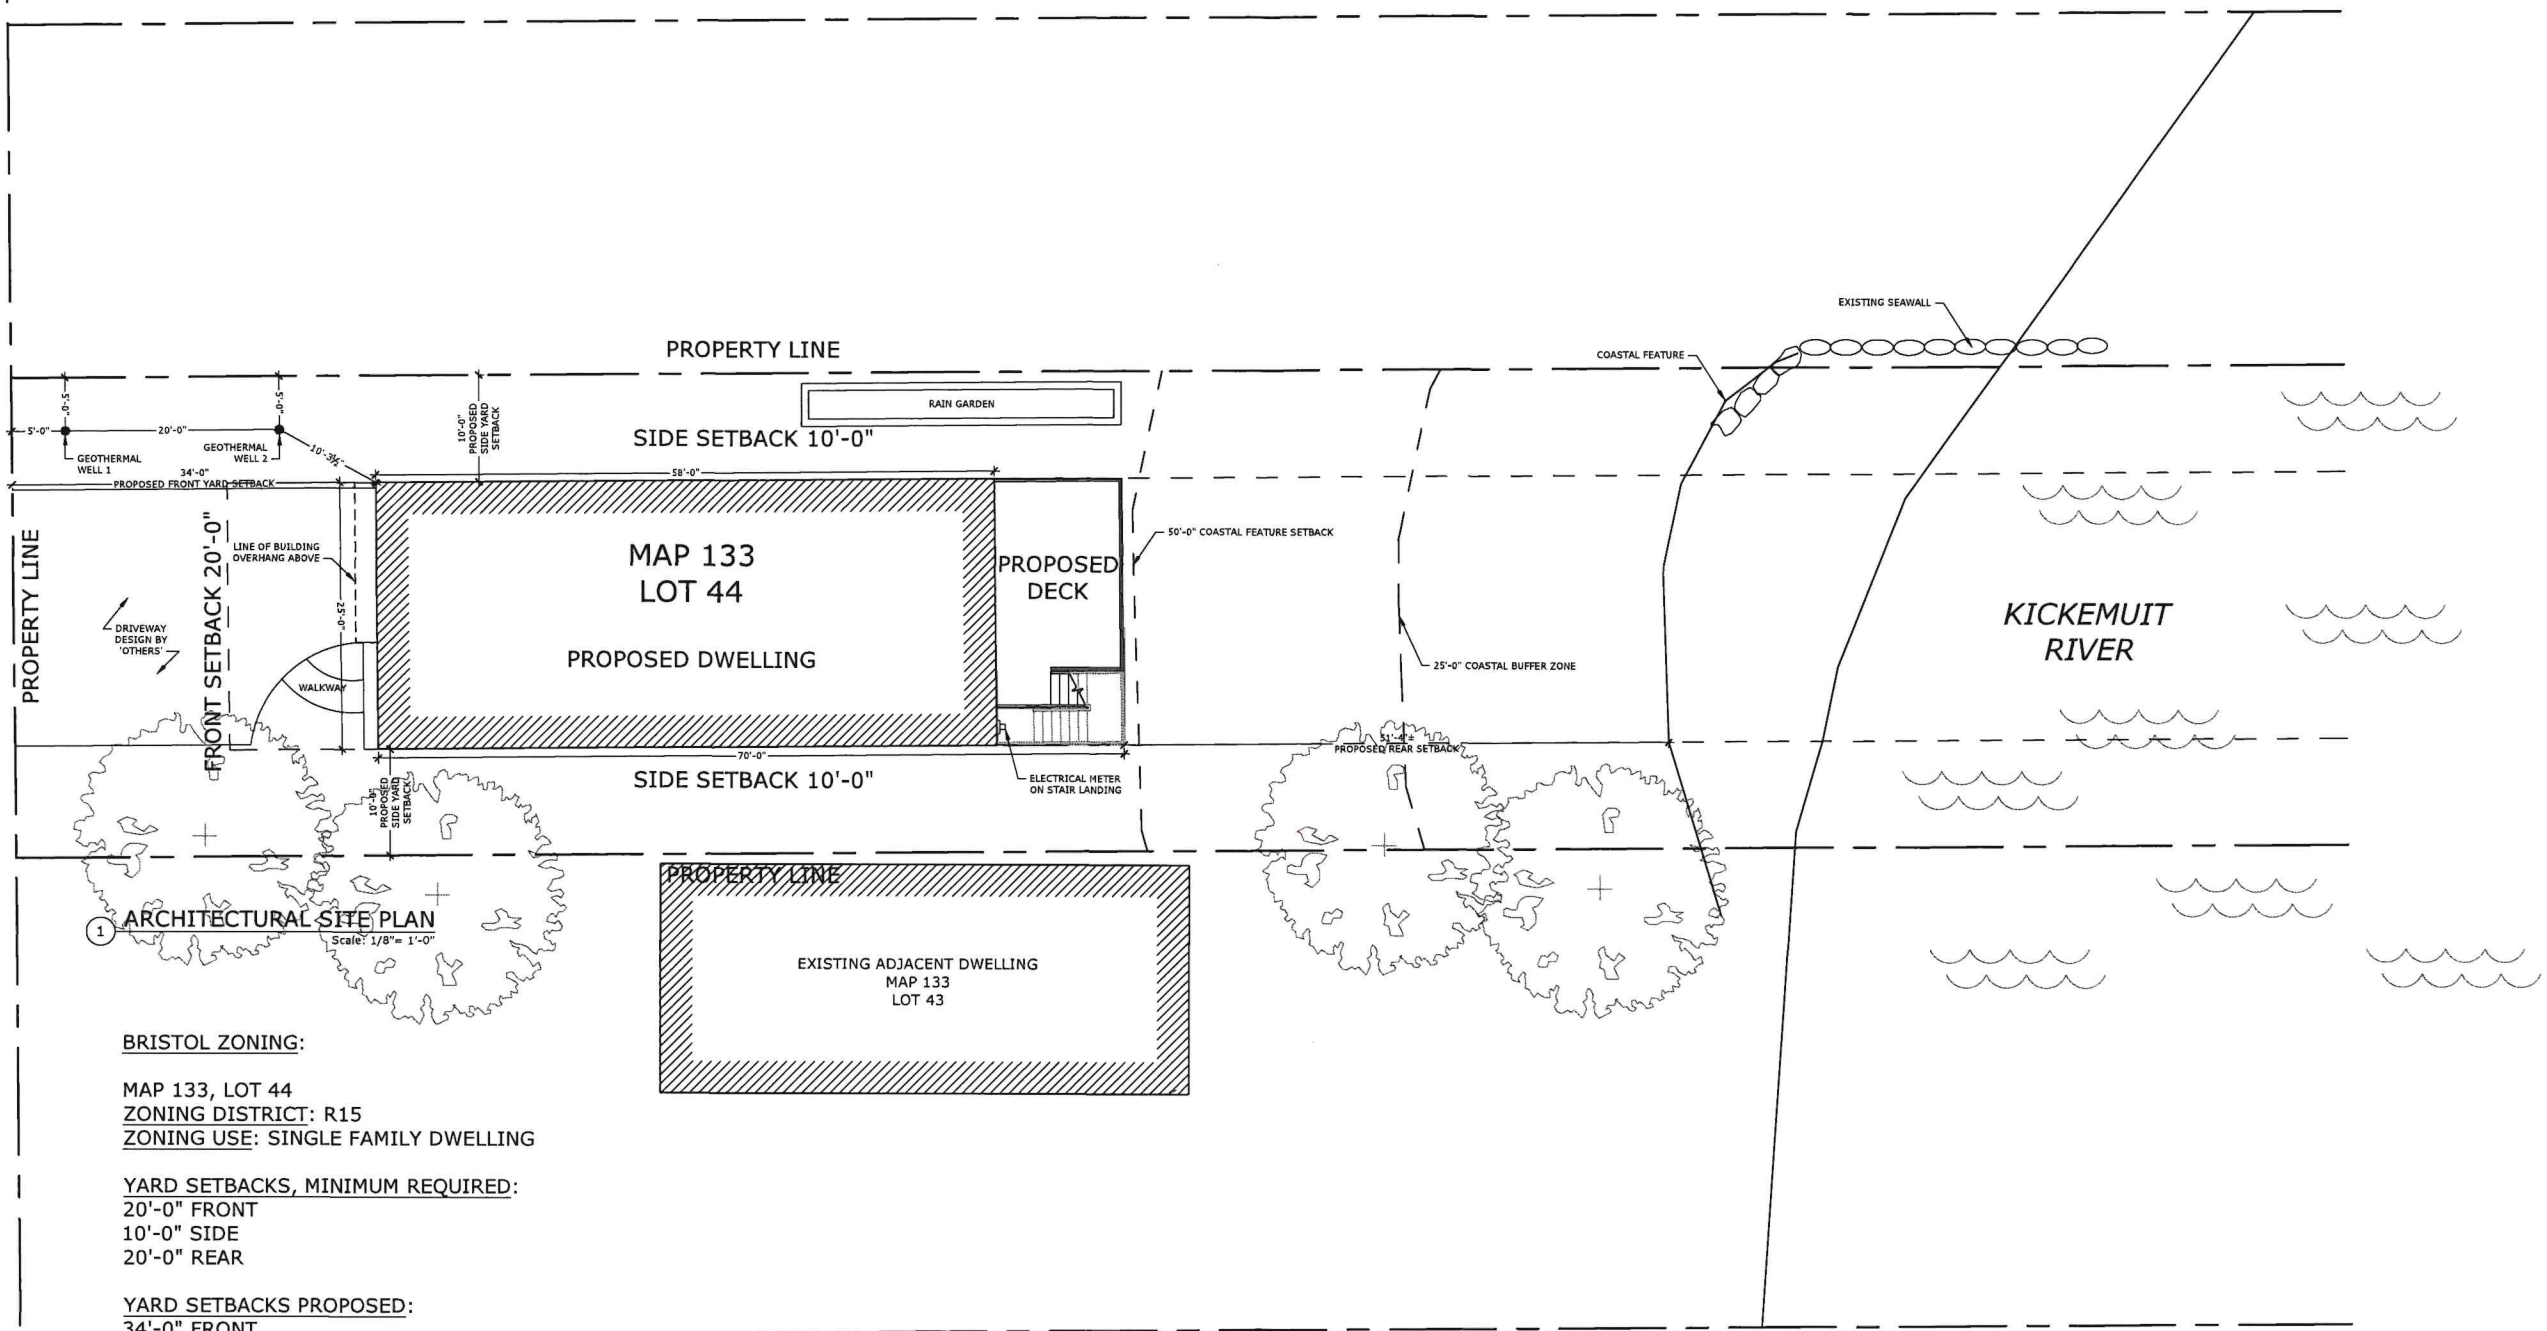 PROPERTY LINE
EXISTING SEAWALL
COASTAL FEATURE
RAIN GARDEN
SIDE SETBACK 10'-0"
10'-0"
PROPOSED
SIDE YARD
SETBACK
5'-0"
5'-0"
5'-0"
20'-0"
GEOTHERMAL
WELL 1
GEOTHERMAL
WELL 2
10'-3½"
34'-0"
PROPOSED FRONT YARD SETBACK
58'-0"
PROPERTY LINE
FRONT SETBACK 20'-0"
LINE OF BUILDING
OVERHANG ABOVE
25'-0"
DRIVEWAY
DESIGN BY
'OTHERS'
WALKWAY
MAP 133
LOT 44
PROPOSED DWELLING
PROPOSED
DECK
50'-0" COASTAL FEATURE SETBACK
25'-0" COASTAL BUFFER ZONE
KICKEMUIT
RIVER
51'-4"±
PROPOSED REAR SETBACK
70'-0"
SIDE SETBACK 10'-0"
10'-0"
PROPOSED
SIDE YARD
SETBACK
ELECTRICAL METER
ON STAIR LANDING
PROPERTY LINE
1 ARCHITECTURAL SITE PLAN
Scale: 1/8"= 1'-0"
EXISTING ADJACENT DWELLING
MAP 133
LOT 43
BRISTOL ZONING:
MAP 133, LOT 44
ZONING DISTRICT: R15
ZONING USE: SINGLE FAMILY DWELLING
YARD SETBACKS, MINIMUM REQUIRED:
20'-0" FRONT
10'-0" SIDE
20'-0" REAR
YARD SETBACKS PROPOSED:
34'-0" FRONT